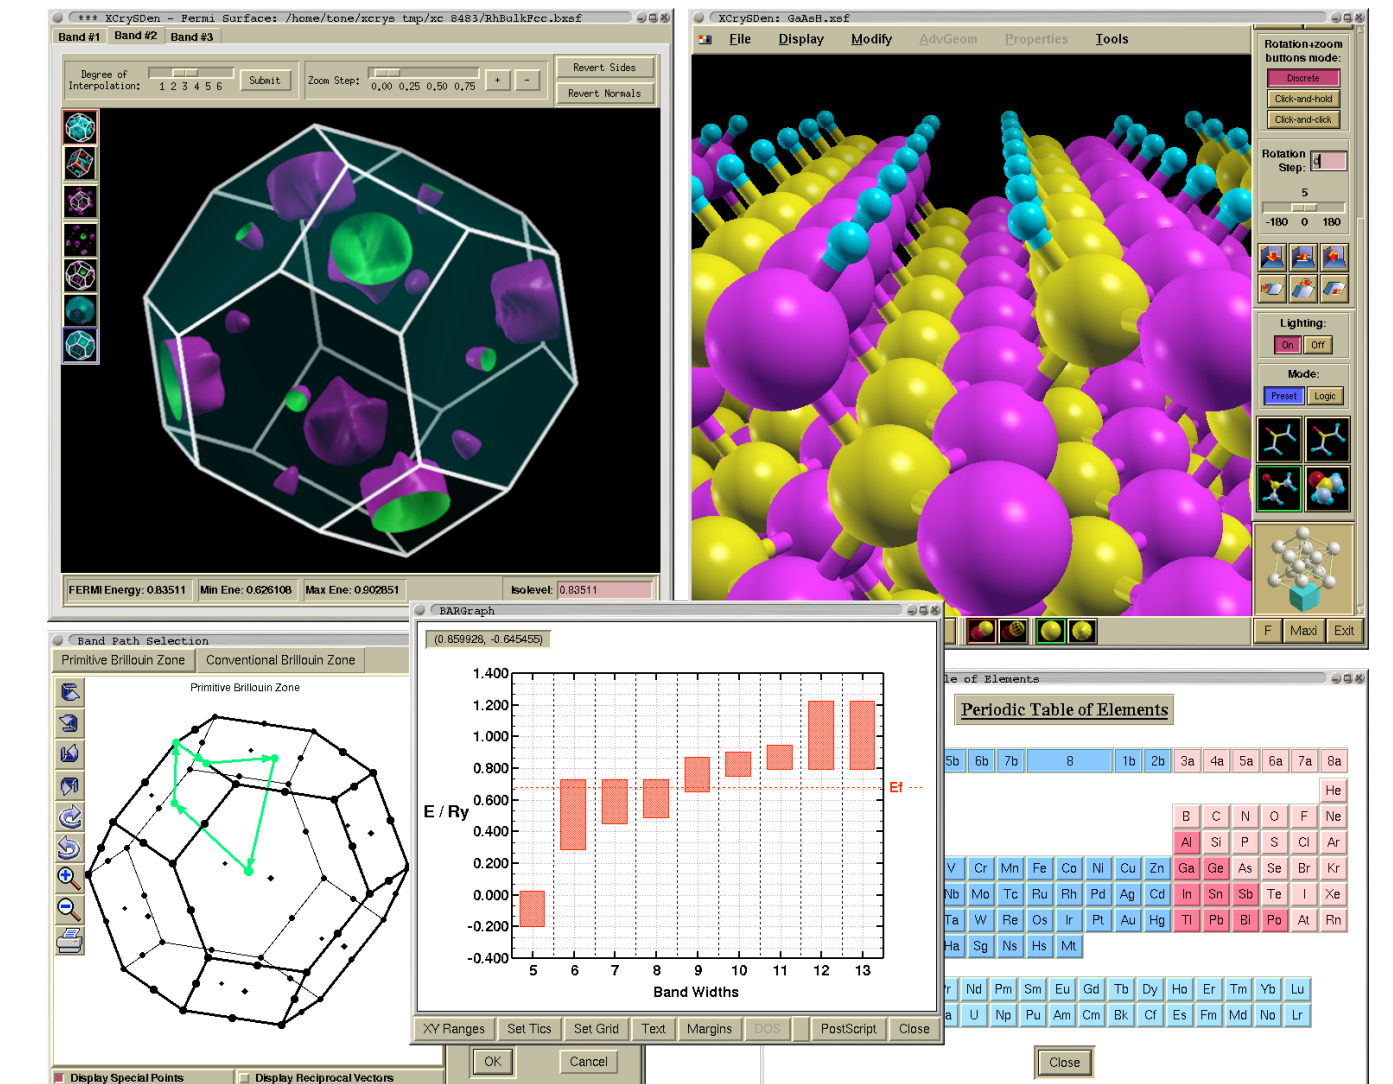 *** XCrySDen - Fermi Surface: /home/tone/xcrys_tmp/xc_8483/RhBulkFcc.bxsf
Band #1 Band #2 Band #3
Degree of
Interpolation:
1 2 3 4 5 6
Submit
Zoom Step:
0.00 0.25 0.50 0.75
+ -
Revert Sides
Revert Normals
FERMI Energy: 0.83511 Min Ene: 0.626108 Max Ene: 0.902851 Isolevel: 0.83511
XCrySDen: GaAsH.xsf
File Display Modify AdvGeom Properties Tools
Rotation+zoom
buttons mode:
Discrete
Click-and-hold
Click-and-click
Rotation
Step:
5
-180 0 180
Lighting:
On Off
Mode:
Preset Logic
F Maxi Exit
Band Path Selection
Primitive Brillouin Zone Conventional Brillouin Zone
Primitive Brillouin Zone
Display Special Points Display Reciprocal Vectors
OK Cancel
BARGraph
(0.859928, -0.645455)
1.400
1.200
1.000
0.800
0.600
0.400
0.200
0.000
-0.200
-0.400
E / Ry
Ef
5 6 7 8 9 10 11 12 13
Band Widths
XY Ranges Set Tics Set Grid Text Margins DOS PostScript Close
le of Elements
Periodic Table of Elements
5b 6b 7b 8 1b 2b 3a 4a 5a 6a 7a 8a
He
B C N O F Ne
Al Si P S Cl Ar
V Cr Mn Fe Co Ni Cu Zn Ga Ge As Se Br Kr
Nb Mo Tc Ru Rh Pd Ag Cd In Sn Sb Te I Xe
Ta W Re Os Ir Pt Au Hg Tl Pb Bi Po At Rn
Ha Sg Ns Hs Mt
r Nd Pm Sm Eu Gd Tb Dy Ho Er Tm Yb Lu
a U Np Pu Am Cm Bk Cf Es Fm Md No Lr
Close